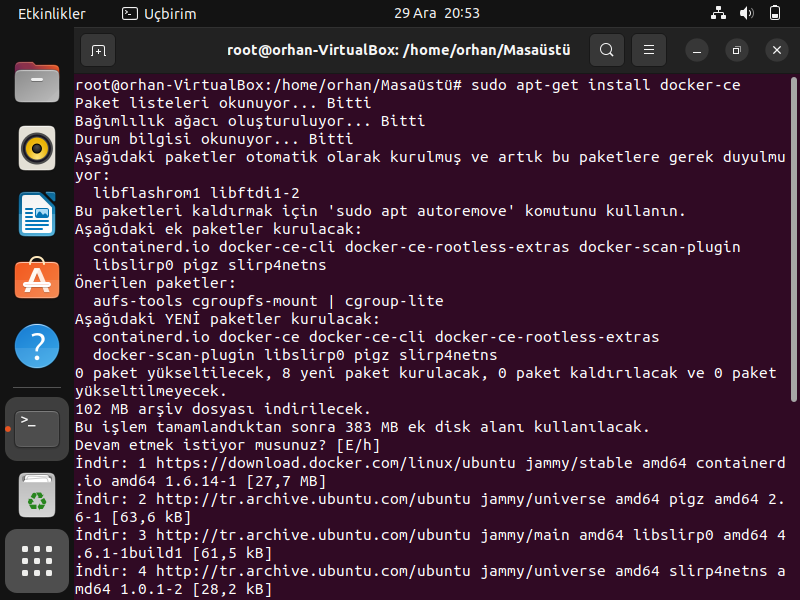 Etkinlikler
Uçbirim
29 Ara 20:53
root@orhan-VirtualBox: /home/orhan/Masaüstü
root@orhan-VirtualBox:/home/orhan/Masaüstü# sudo apt-get install docker-ce
Paket listeleri okunuyor... Bitti
Bağımlılık ağacı oluşturuluyor... Bitti
Durum bilgisi okunuyor... Bitti
Aşağıdaki paketler otomatik olarak kurulmuş ve artık bu paketlere gerek duyulmu
yor:
  libflashrom1 libftdi1-2
Bu paketleri kaldırmak için 'sudo apt autoremove' komutunu kullanın.
Aşağıdaki ek paketler kurulacak:
  containerd.io docker-ce-cli docker-ce-rootless-extras docker-scan-plugin
  libslirp0 pigz slirp4netns
Önerilen paketler:
  aufs-tools cgroupfs-mount | cgroup-lite
Aşağıdaki YENİ paketler kurulacak:
  containerd.io docker-ce docker-ce-cli docker-ce-rootless-extras
  docker-scan-plugin libslirp0 pigz slirp4netns
0 paket yükseltilecek, 8 yeni paket kurulacak, 0 paket kaldırılacak ve 0 paket
yükseltilmeyecek.
102 MB arşiv dosyası indirilecek.
Bu işlem tamamlandıktan sonra 383 MB ek disk alanı kullanılacak.
Devam etmek istiyor musunuz? [E/h]
İndir: 1 https://download.docker.com/linux/ubuntu jammy/stable amd64 containerd
.io amd64 1.6.14-1 [27,7 MB]
İndir: 2 http://tr.archive.ubuntu.com/ubuntu jammy/universe amd64 pigz amd64 2.
6-1 [63,6 kB]
İndir: 3 http://tr.archive.ubuntu.com/ubuntu jammy/main amd64 libslirp0 amd64 4
.6.1-1build1 [61,5 kB]
İndir: 4 http://tr.archive.ubuntu.com/ubuntu jammy/universe amd64 slirp4netns a
md64 1.0.1-2 [28,2 kB]